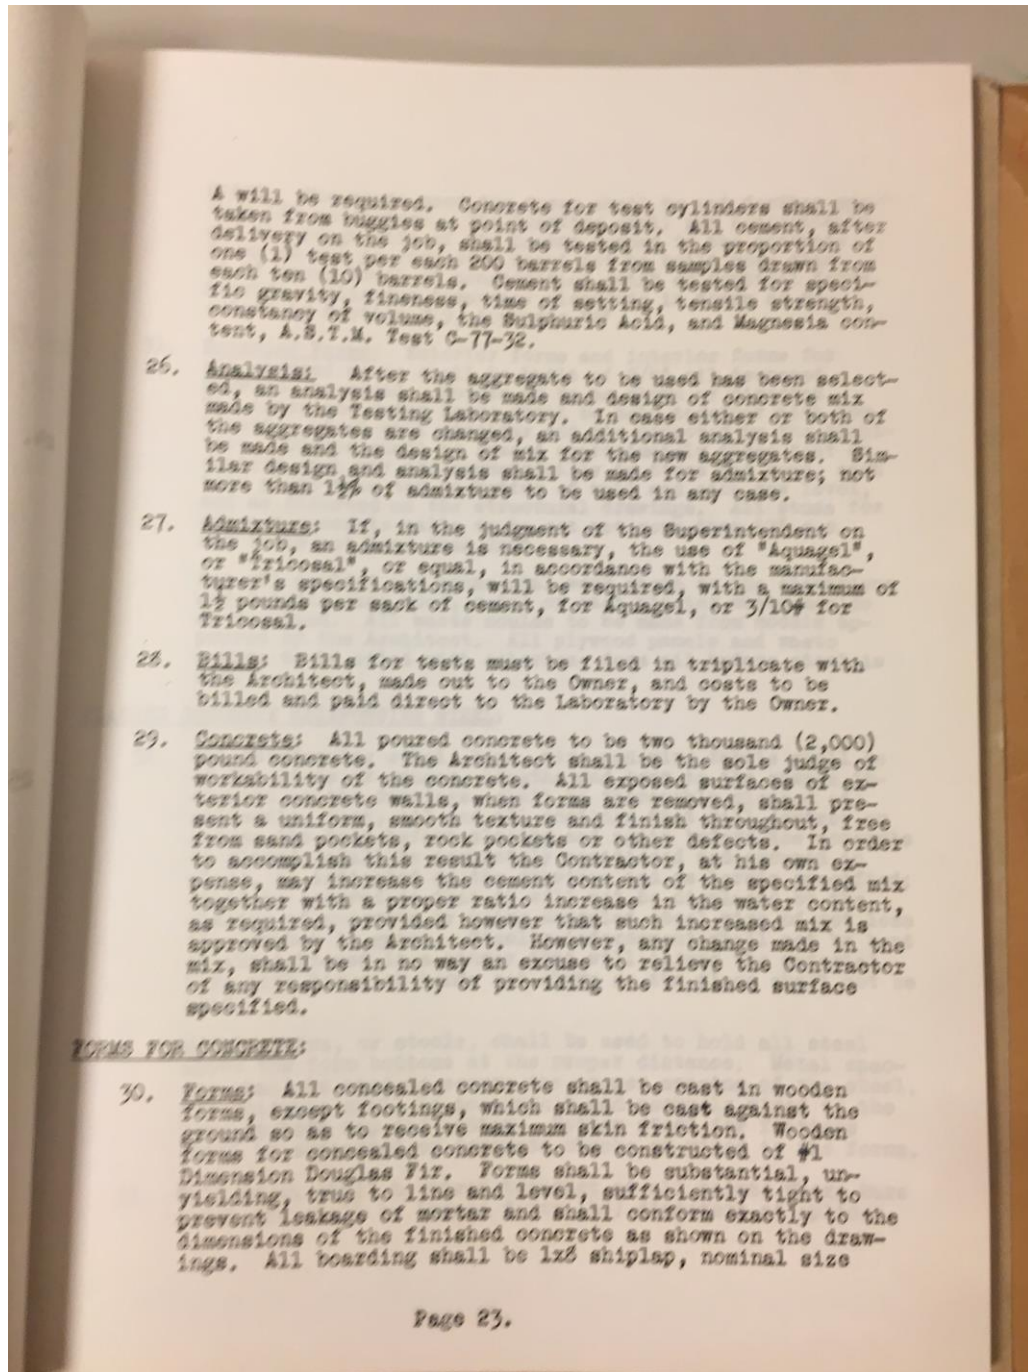 A will be required. Concrete for test cylinders shall be
taken from buggies at point of deposit. All cement, after
delivery on the job, shall be tested in the proportion of
one (1) test per each 200 barrels from samples drawn from
each ten (10) barrels. Cement shall be tested for speci-
fic gravity, fineness, time of setting, tensile strength,
constancy of volume, the Sulphuric Acid, and Magnesia con-
tent, A.S.T.M. Test C-77-32.
26. Analysis: After the aggregate to be used has been select-
ed, an analysis shall be made and design of concrete mix
made by the Testing Laboratory. In case either or both of
the aggregates are changed, an additional analysis shall
be made and the design of mix for the new aggregates. Sim-
ilar design and analysis shall be made for admixture; not
more than 1½% of admixture to be used in any case.
27. Admixture: If, in the judgment of the Superintendent on
the job, an admixture is necessary, the use of "Aquagel",
or "Tricosal", or equal, in accordance with the manufac-
turer's specifications, will be required, with a maximum of
1½ pounds per sack of cement, for Aquagel, or 3/10# for
Tricosal.
28. Bills: Bills for tests must be filed in triplicate with
the Architect, made out to the Owner, and costs to be
billed and paid direct to the Laboratory by the Owner.
29. Concrete: All poured concrete to be two thousand (2,000)
pound concrete. The Architect shall be the sole judge of
workability of the concrete. All exposed surfaces of ex-
terior concrete walls, when forms are removed, shall pre-
sent a uniform, smooth texture and finish throughout, free
from sand pockets, rock pockets or other defects. In order
to accomplish this result the Contractor, at his own ex-
pense, may increase the cement content of the specified mix
together with a proper ratio increase in the water content,
as required, provided however that such increased mix is
approved by the Architect. However, any change made in the
mix, shall be in no way an excuse to relieve the Contractor
of any responsibility of providing the finished surface
specified.
FORMS FOR CONCRETE:
30. Forms: All concealed concrete shall be cast in wooden
forms, except footings, which shall be cast against the
ground so as to receive maximum skin friction. Wooden
forms for concealed concrete to be constructed of #1
Dimension Douglas Fir. Forms shall be substantial, un-
yielding, true to line and level, sufficiently tight to
prevent leakage of mortar and shall conform exactly to the
dimensions of the finished concrete as shown on the draw-
ings. All boarding shall be 1x8 shiplap, nominal size
Page 23.